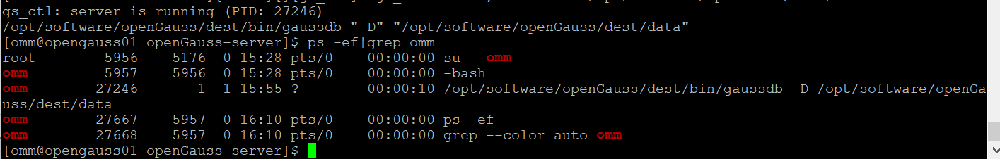 gs_ctl: server is running (PID: 27246)
/opt/software/openGauss/dest/bin/gaussdb "-D" "/opt/software/openGauss/dest/data"
[omm@opengauss01 openGauss-server]$ ps -ef|grep omm
root      5956   5176  0 15:28 pts/0    00:00:00 su - omm
omm       5957   5956  0 15:28 pts/0    00:00:00 -bash
omm      27246      1  1 15:55 ?        00:00:10 /opt/software/openGauss/dest/bin/gaussdb -D /opt/software/openGa
uss/dest/data
omm      27667   5957  0 16:10 pts/0    00:00:00 ps -ef
omm      27668   5957  0 16:10 pts/0    00:00:00 grep --color=auto omm
[omm@opengauss01 openGauss-server]$